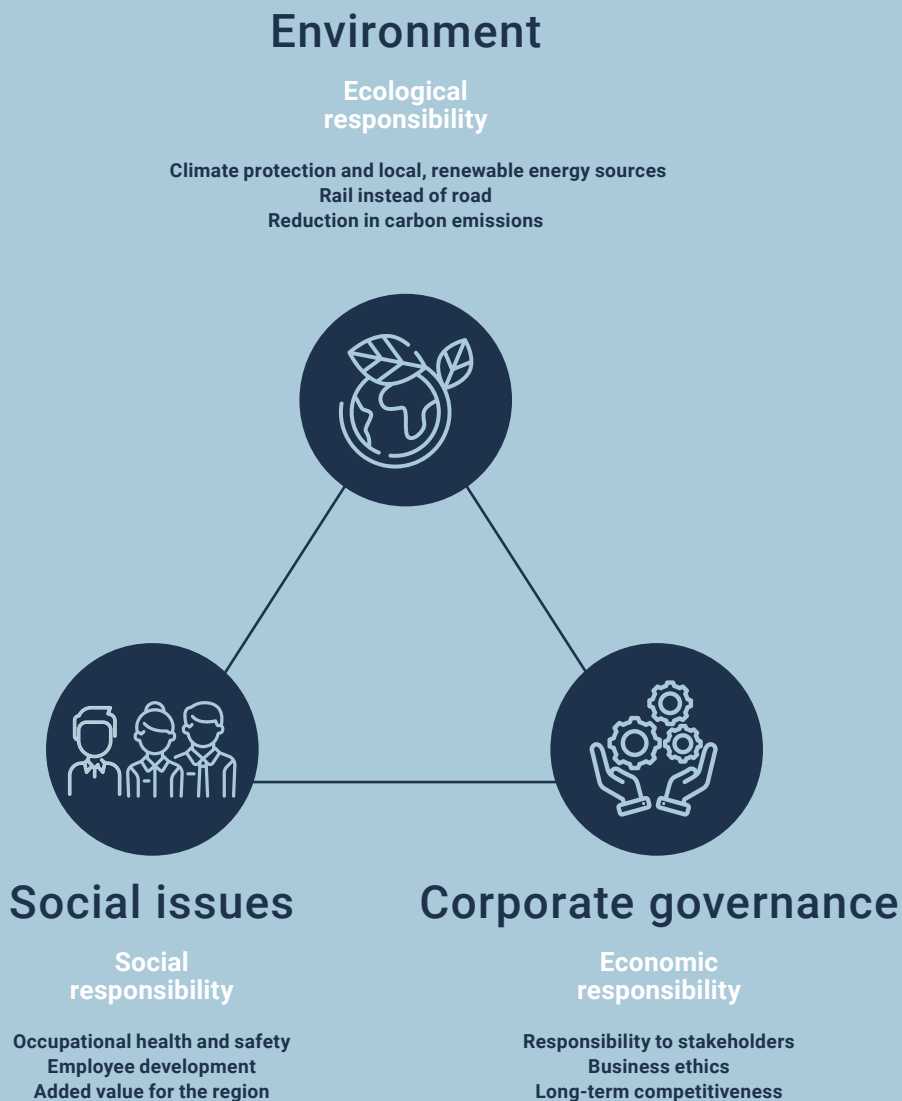 Environment
Ecological
responsibility
Climate protection and local, renewable energy sources
Rail instead of road
Reduction in carbon emissions
Social issues
Social
responsibility
Occupational health and safety
Employee development
Added value for the region
Corporate governance
Economic
responsibility
Responsibility to stakeholders
Business ethics
Long-term competitiveness